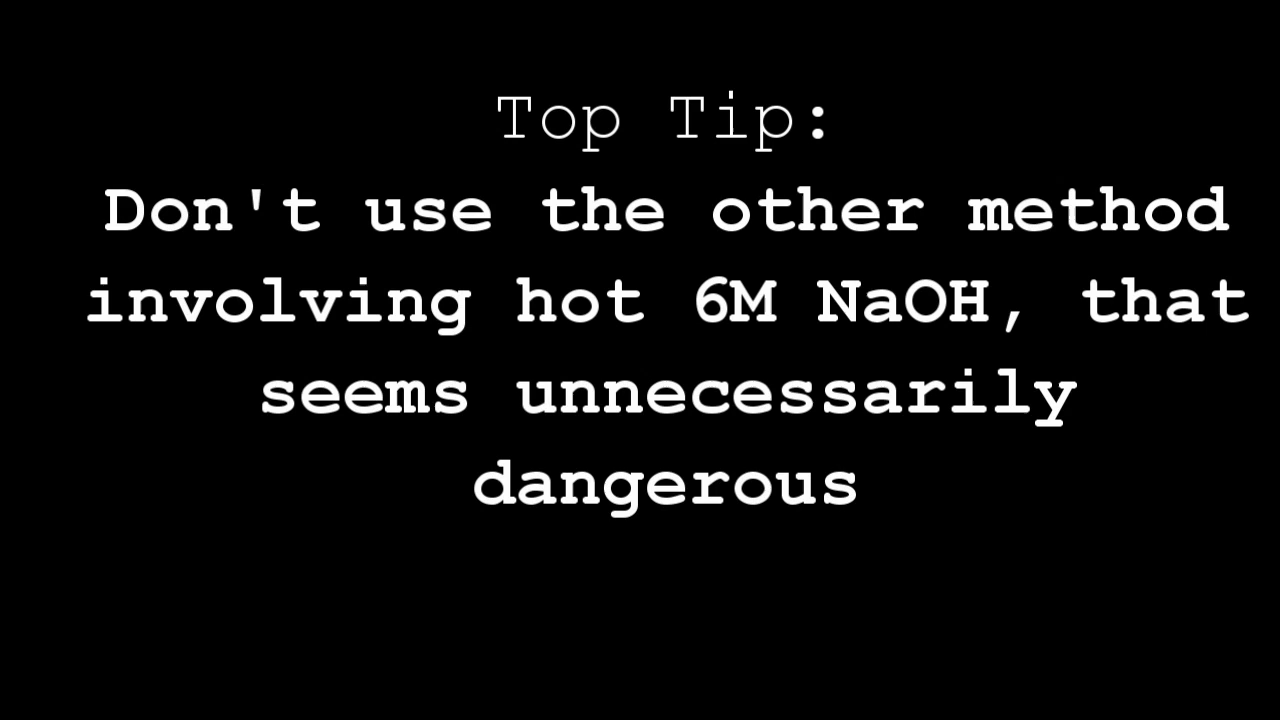 Top Tip:
Don't use the other method
involving hot 6M NaOH, that
seems unnecessarily
dangerous